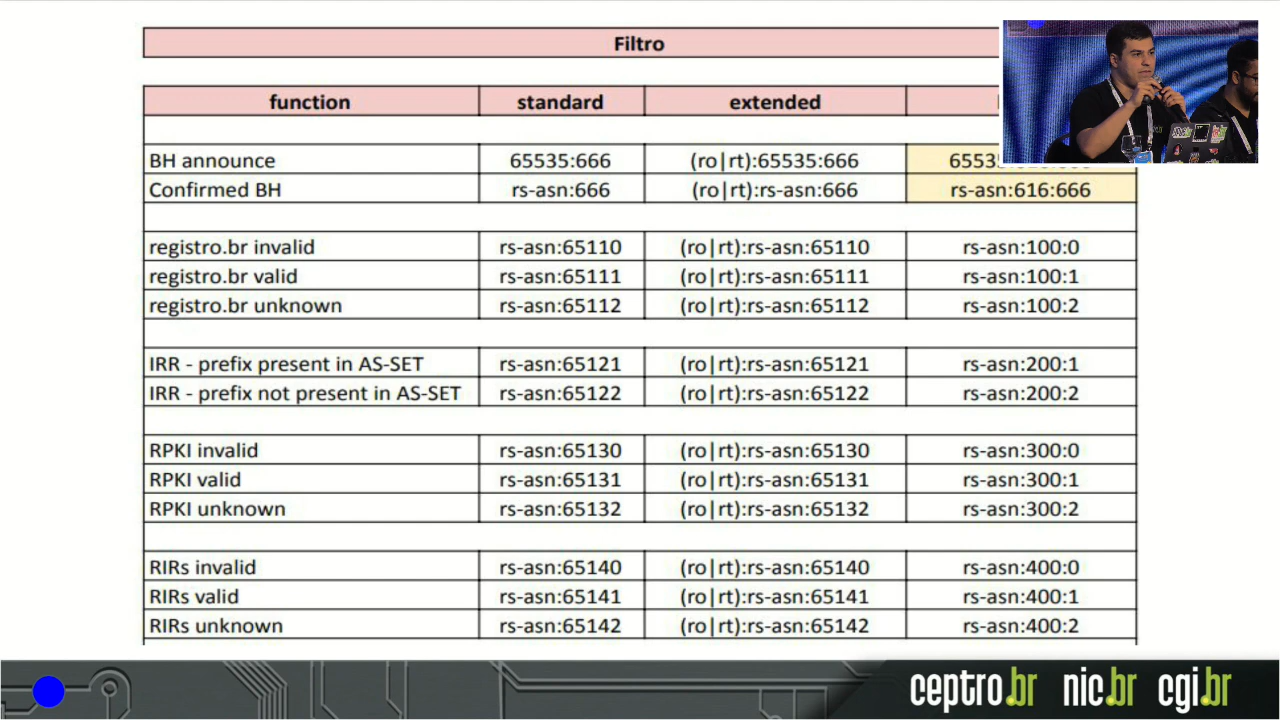 Filtro
function standard extended
BH announce 65535:666 (ro|rt):65535:666
Confirmed BH rs-asn:666 (ro|rt):rs-asn:666 rs-asn:616:666
registro.br invalid rs-asn:65110 (ro|rt):rs-asn:65110 rs-asn:100:0
registro.br valid rs-asn:65111 (ro|rt):rs-asn:65111 rs-asn:100:1
registro.br unknown rs-asn:65112 (ro|rt):rs-asn:65112 rs-asn:100:2
IRR - prefix present in AS-SET rs-asn:65121 (ro|rt):rs-asn:65121 rs-asn:200:1
IRR - prefix not present in AS-SET rs-asn:65122 (ro|rt):rs-asn:65122 rs-asn:200:2
RPKI invalid rs-asn:65130 (ro|rt):rs-asn:65130 rs-asn:300:0
RPKI valid rs-asn:65131 (ro|rt):rs-asn:65131 rs-asn:300:1
RPKI unknown rs-asn:65132 (ro|rt):rs-asn:65132 rs-asn:300:2
RIRs invalid rs-asn:65140 (ro|rt):rs-asn:65140 rs-asn:400:0
RIRs valid rs-asn:65141 (ro|rt):rs-asn:65141 rs-asn:400:1
RIRs unknown rs-asn:65142 (ro|rt):rs-asn:65142 rs-asn:400:2
ceptro.br nic.br cgi.br